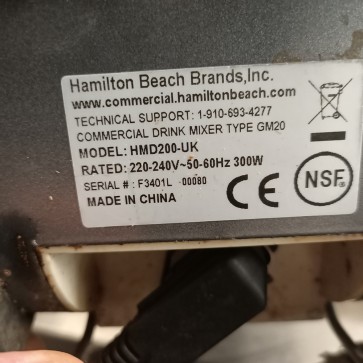 Hamilton Beach Brands,Inc.
www.commercial.hamiltonbeach.com
TECHNICAL SUPPORT: 1-910-693-4277
COMMERCIAL DRINK MIXER TYPE GM20
MODEL: HMD200-UK
RATED: 220-240V~50-60Hz 300W
SERIAL # : F3401L 00080
MADE IN CHINA
CE
NSF